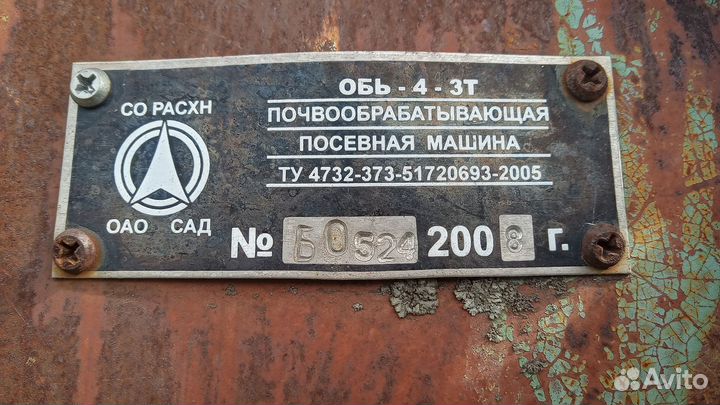 СО РАСХН
ОАО САД
ОБЬ - 4 - 3Т
ПОЧВООБРАБАТЫВАЮЩАЯ
ПОСЕВНАЯ МАШИНА
ТУ 4732-373-51720693-2005
№ Б0524 2008 г.
Avito